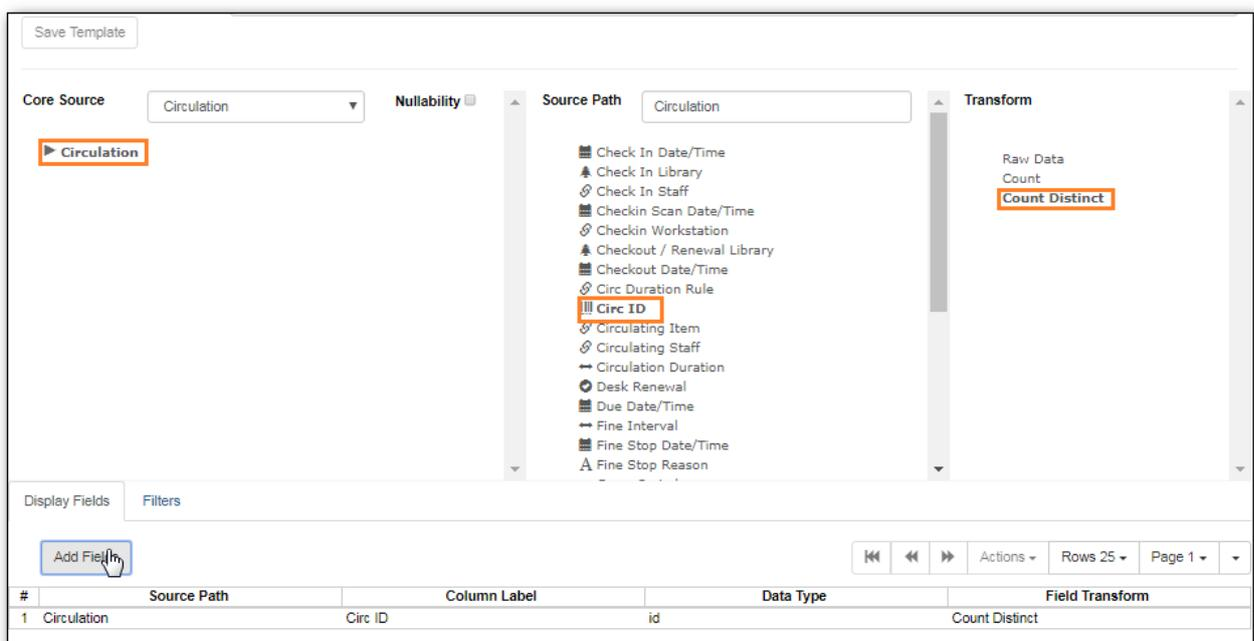 Save Template
Core Source
Circulation
Nullability
Source Path
Circulation
Transform
Circulation
Check In Date/Time
Check In Library
Check In Staff
Checkin Scan Date/Time
Checkin Workstation
Checkout / Renewal Library
Checkout Date/Time
Circ Duration Rule
Circ ID
Circulating Item
Circulating Staff
Circulation Duration
Desk Renewal
Due Date/Time
Fine Interval
Fine Stop Date/Time
Fine Stop Reason
Raw Data
Count
Count Distinct
Display Fields Filters
Add Fields Actions Rows 25 Page 1
# Source Path Column Label Data Type Field Transform
1 Circulation Circ ID id Count Distinct